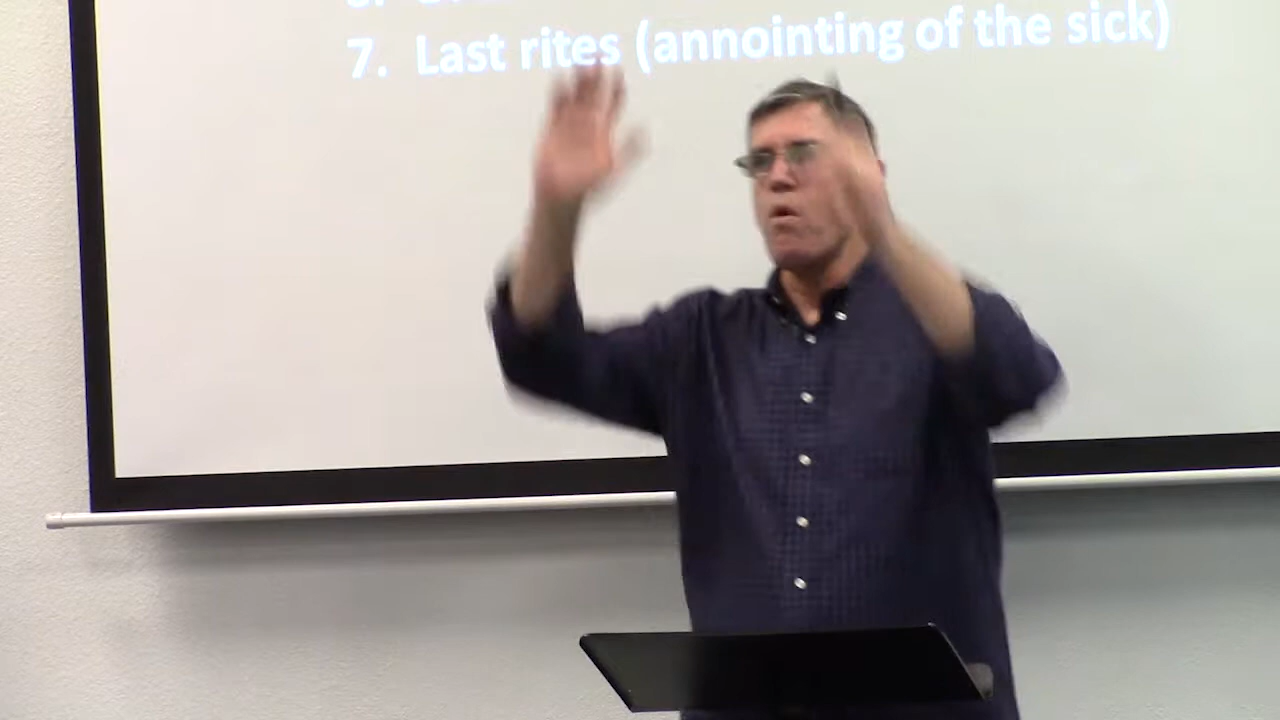 7. Last rites (annointing of the sick)